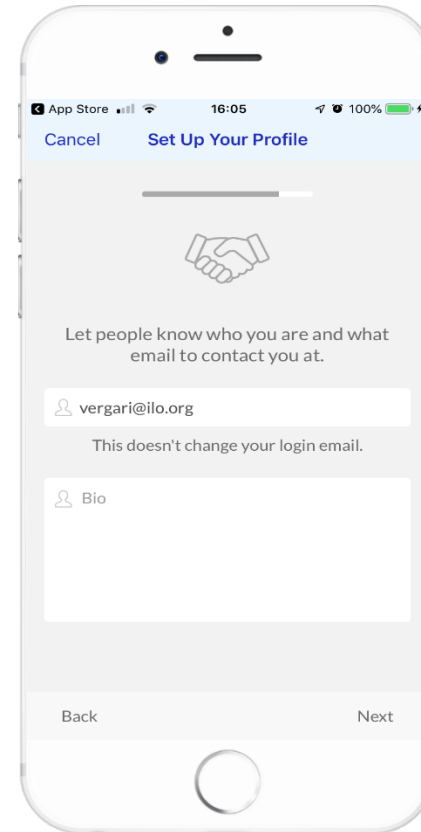 App Store 16:05 100%
Cancel Set Up Your Profile
Let people know who you are and what
email to contact you at.
vergari@ilo.org
This doesn't change your login email.
Bio
Back Next